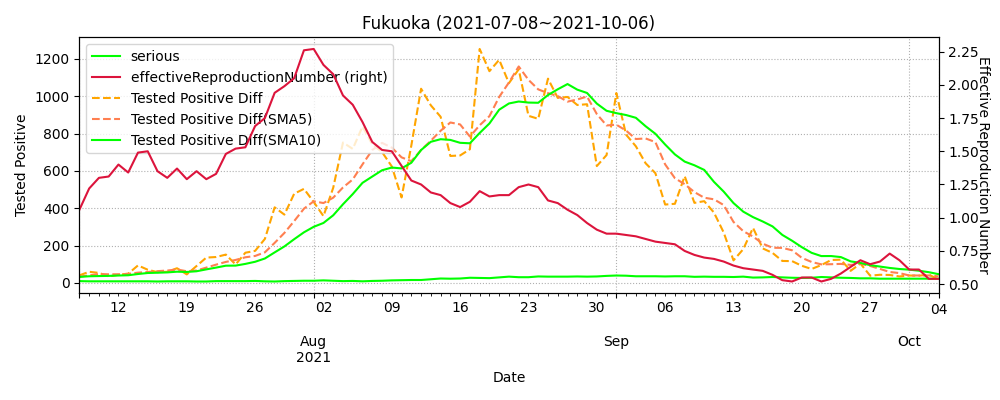 Fukuoka (2021-07-08~2021-10-06)
serious
effectiveReproductionNumber (right)
Tested Positive Diff
Tested Positive Diff(SMA5)
Tested Positive Diff(SMA10)
Tested Positive
1200
1000
800
600
400
200
0
Effective Reproduction Number
2.25
2.00
1.75
1.50
1.25
1.00
0.75
0.50
12 19 26 02 09 16 23 30 06 13 20 27 04
Aug Sep Oct
2021
Date